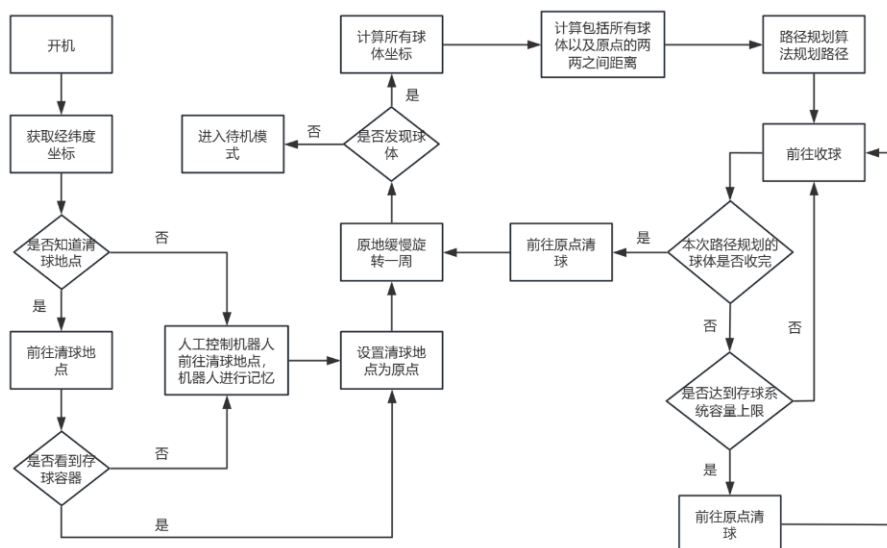 开机
获取经纬度
坐标
是否知道清
球地点
否
是
前往清球地
点
是否看到存
球容器
否
是
人工控制机器人
前往清球地点，
机器人进行记忆
设置清球地
点为原点
原地缓慢旋
转一周
是否发现球
体
否
进入待机模
式
是
计算所有球
体坐标
计算包括所有球
体以及原点的两
两之间距离
路径规划算
法规划路径
前往收球
本次路径规划的
球体是否收完
是
前往原点清
球
否
是否达到存球系
统容量上限
否
是
前往原点清
球